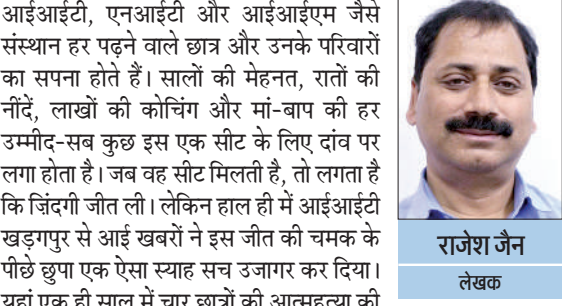 आईआईटी, एनआईटी और आईआईएम जैसे
संस्थान हर पढ़ने वाले छात्र और उनके परिवारों
का सपना होते हैं। सालों की मेहनत, रातों की
नींदें, लाखों की कोचिंग और मां-बाप की हर
उम्मीद-सब कुछ इस एक सीट के लिए दांव पर
लगा होता है। जब वह सीट मिलती है, तो लगता है
कि ज़िंदगी जीत ली। लेकिन हाल ही में आईआईटी
खड़गपुर से आई खबरों ने इस जीत की चमक के
पीछे छुपा एक ऐसा स्याह सच उजागर कर दिया।
यहां एक ही साल में चार छात्रों की आत्महत्या की
राजेश जैन
लेखक